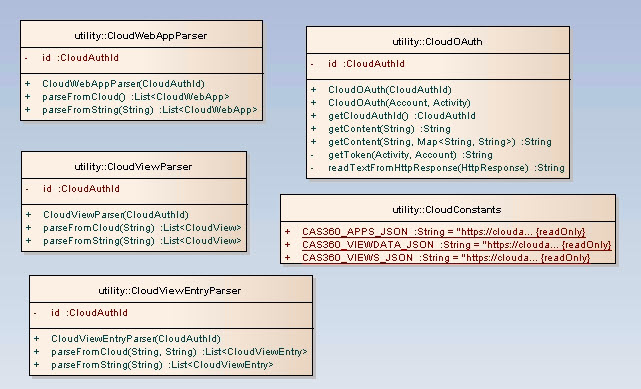 utility::CloudWebAppParser
- id :CloudAuthId
+ CloudWebAppParser(CloudAuthId)
+ parseFromCloud() :List<CloudWebApp>
+ parseFromString(String) :List<CloudWebApp>
utility::CloudOAuth
- id :CloudAuthId
+ CloudOAuth(CloudAuthId)
+ CloudOAuth(Account, Activity)
+ getCloudAuthId() :CloudAuthId
+ getContent(String) :String
+ getContent(String, Map<String, String>) :String
- getToken(Activity, Account) :String
- readTextFromHttpResponse(HttpResponse) :String
utility::CloudViewParser
- id :CloudAuthId
+ CloudViewParser(CloudAuthId)
+ parseFromCloud(String) :List<CloudView>
+ parseFromString(String) :List<CloudView>
utility::CloudConstants
+ CAS360_APPS_JSON :String = "https://clouda... {readOnly}
+ CAS360_VIEWDATA_JSON :String = "https://clouda... {readOnly}
+ CAS360_VIEWS_JSON :String = "https://clouda... {readOnly}
utility::CloudViewEntryParser
- id :CloudAuthId
+ CloudViewEntryParser(CloudAuthId)
+ parseFromCloud(String, String) :List<CloudViewEntry>
+ parseFromString(String) :List<CloudViewEntry>